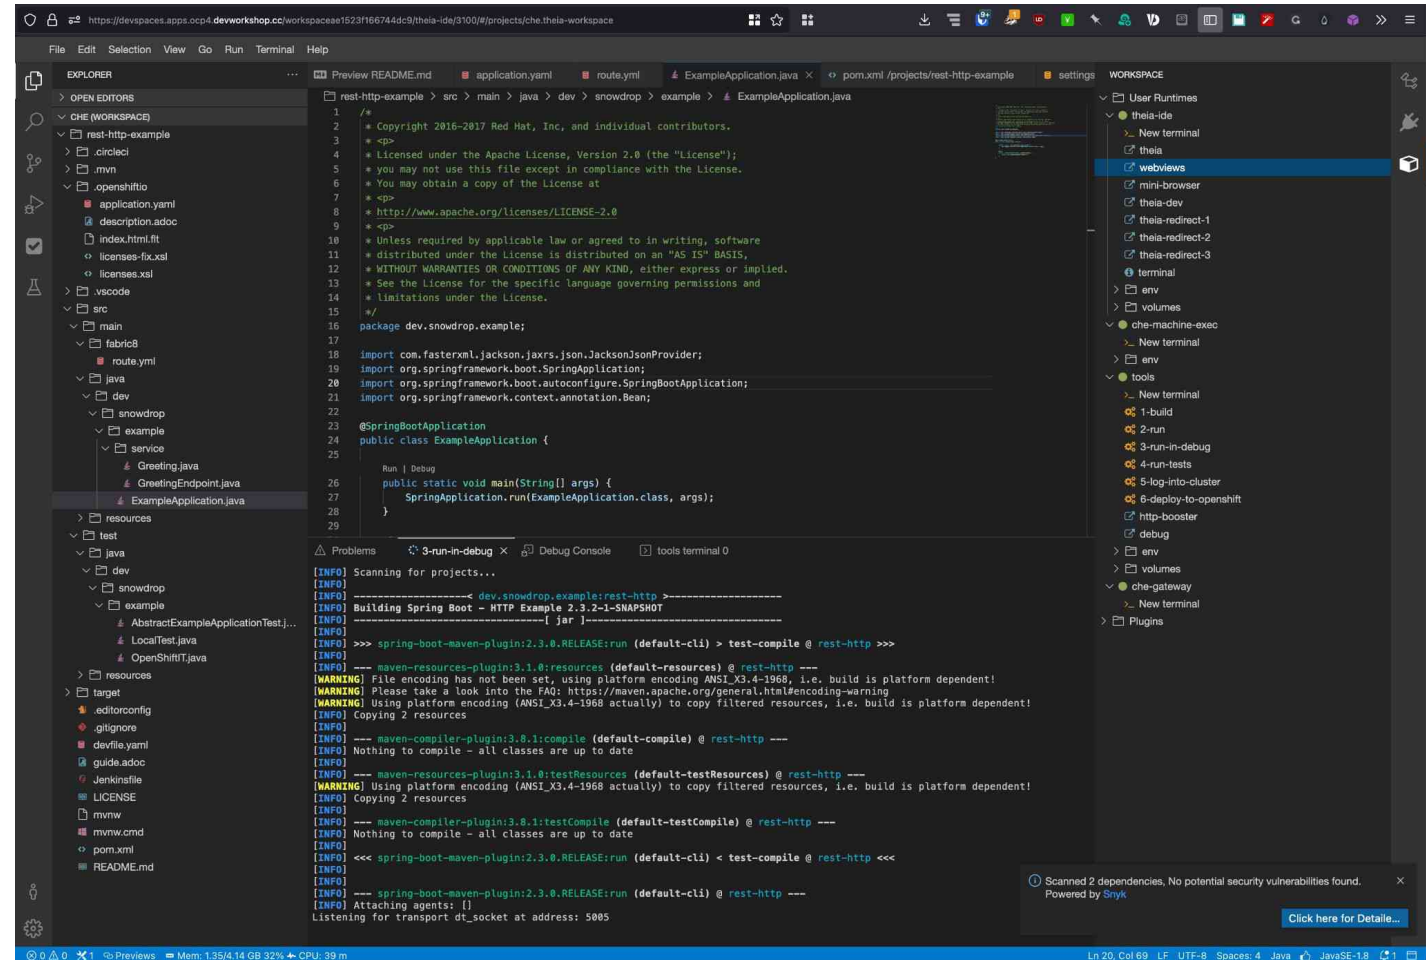 https://devspaces.apps.ocp4.devworkshop.cc/workspaceae1523f166744dc9/theia-ide/3100/#/projects/che.theia-workspace
File Edit Selection View Go Run Terminal Help
EXPLORER
OPEN EDITORS
CHE (WORKSPACE)
rest-http-example
.circleci
.mvn
.openshiftio
application.yaml
description.adoc
index.html.flt
licenses-fix.xsl
licenses.xsl
.vscode
src
main
fabric8
route.yml
java
dev
snowdrop
example
service
Greeting.java
GreetingEndpoint.java
ExampleApplication.java
resources
test
java
dev
snowdrop
example
AbstractExampleApplicationTest.j...
LocalTest.java
OpenShiftIT.java
resources
target
.editorconfig
.gitignore
devfile.yaml
guide.adoc
Jenkinsfile
LICENSE
mvnw
mvnw.cmd
pom.xml
README.md
Preview README.md application.yaml route.yml ExampleApplication.java × pom.xml /projects/rest-http-example settings
rest-http-example > src > main > java > dev > snowdrop > example > ExampleApplication.java
1 /*
2 * Copyright 2016-2017 Red Hat, Inc, and individual contributors.
3 * <p>
4 * Licensed under the Apache License, Version 2.0 (the "License");
5 * you may not use this file except in compliance with the License.
6 * You may obtain a copy of the License at
7 * <p>
8 * http://www.apache.org/licenses/LICENSE-2.0
9 * <p>
10 * Unless required by applicable law or agreed to in writing, software
11 * distributed under the License is distributed on an "AS IS" BASIS,
12 * WITHOUT WARRANTIES OR CONDITIONS OF ANY KIND, either express or implied.
13 * See the License for the specific language governing permissions and
14 * limitations under the License.
15 */
16 package dev.snowdrop.example;
17
18 import com.fasterxml.jackson.jaxrs.json.JacksonJsonProvider;
19 import org.springframework.boot.SpringApplication;
20 import org.springframework.boot.autoconfigure.SpringBootApplication;
21 import org.springframework.context.annotation.Bean;
22
23 @SpringBootApplication
24 public class ExampleApplication {
25
Run | Debug
26 public static void main(String[] args) {
27 SpringApplication.run(ExampleApplication.class, args);
28 }
29
Problems 3-run-in-debug × Debug Console tools terminal 0
[INFO] Scanning for projects...
[INFO]
[INFO] -------------------< dev.snowdrop.example:rest-http >-------------------
[INFO] Building Spring Boot - HTTP Example 2.3.2-1-SNAPSHOT
[INFO] --------------------------------[ jar ]---------------------------------
[INFO]
[INFO] >>> spring-boot-maven-plugin:2.3.0.RELEASE:run (default-cli) > test-compile @ rest-http >>>
[INFO]
[INFO] --- maven-resources-plugin:3.1.0:resources (default-resources) @ rest-http ---
[WARNING] File encoding has not been set, using platform encoding ANSI_X3.4-1968, i.e. build is platform dependent!
[WARNING] Please take a look into the FAQ: https://maven.apache.org/general.html#encoding-warning
[WARNING] Using platform encoding (ANSI_X3.4-1968 actually) to copy filtered resources, i.e. build is platform dependent!
[INFO] Copying 2 resources
[INFO]
[INFO] --- maven-compiler-plugin:3.8.1:compile (default-compile) @ rest-http ---
[INFO] Nothing to compile - all classes are up to date
[INFO]
[INFO] --- maven-resources-plugin:3.1.0:testResources (default-testResources) @ rest-http ---
[WARNING] Using platform encoding (ANSI_X3.4-1968 actually) to copy filtered resources, i.e. build is platform dependent!
[INFO] Copying 2 resources
[INFO]
[INFO] --- maven-compiler-plugin:3.8.1:testCompile (default-testCompile) @ rest-http ---
[INFO] Nothing to compile - all classes are up to date
[INFO]
[INFO] <<< spring-boot-maven-plugin:2.3.0.RELEASE:run (default-cli) < test-compile @ rest-http <<<
[INFO]
[INFO]
[INFO] --- spring-boot-maven-plugin:2.3.0.RELEASE:run (default-cli) @ rest-http ---
[INFO] Attaching agents: []
Listening for transport dt_socket at address: 5005
WORKSPACE
User Runtimes
theia-ide
New terminal
theia
webviews
mini-browser
theia-dev
theia-redirect-1
theia-redirect-2
theia-redirect-3
terminal
env
volumes
che-machine-exec
New terminal
env
tools
New terminal
1-build
2-run
3-run-in-debug
4-run-tests
5-log-into-cluster
6-deploy-to-openshift
http-booster
debug
env
volumes
che-gateway
New terminal
Plugins
Scanned 2 dependencies, No potential security vulnerabilities found.
Powered by Snyk
Click here for Detaile...
0 0 1 Previews Mem: 1.35/4.14 GB 32% CPU: 39 m Ln 20, Col 69 LF UTF-8 Spaces: 4 Java JavaSE-1.8 1